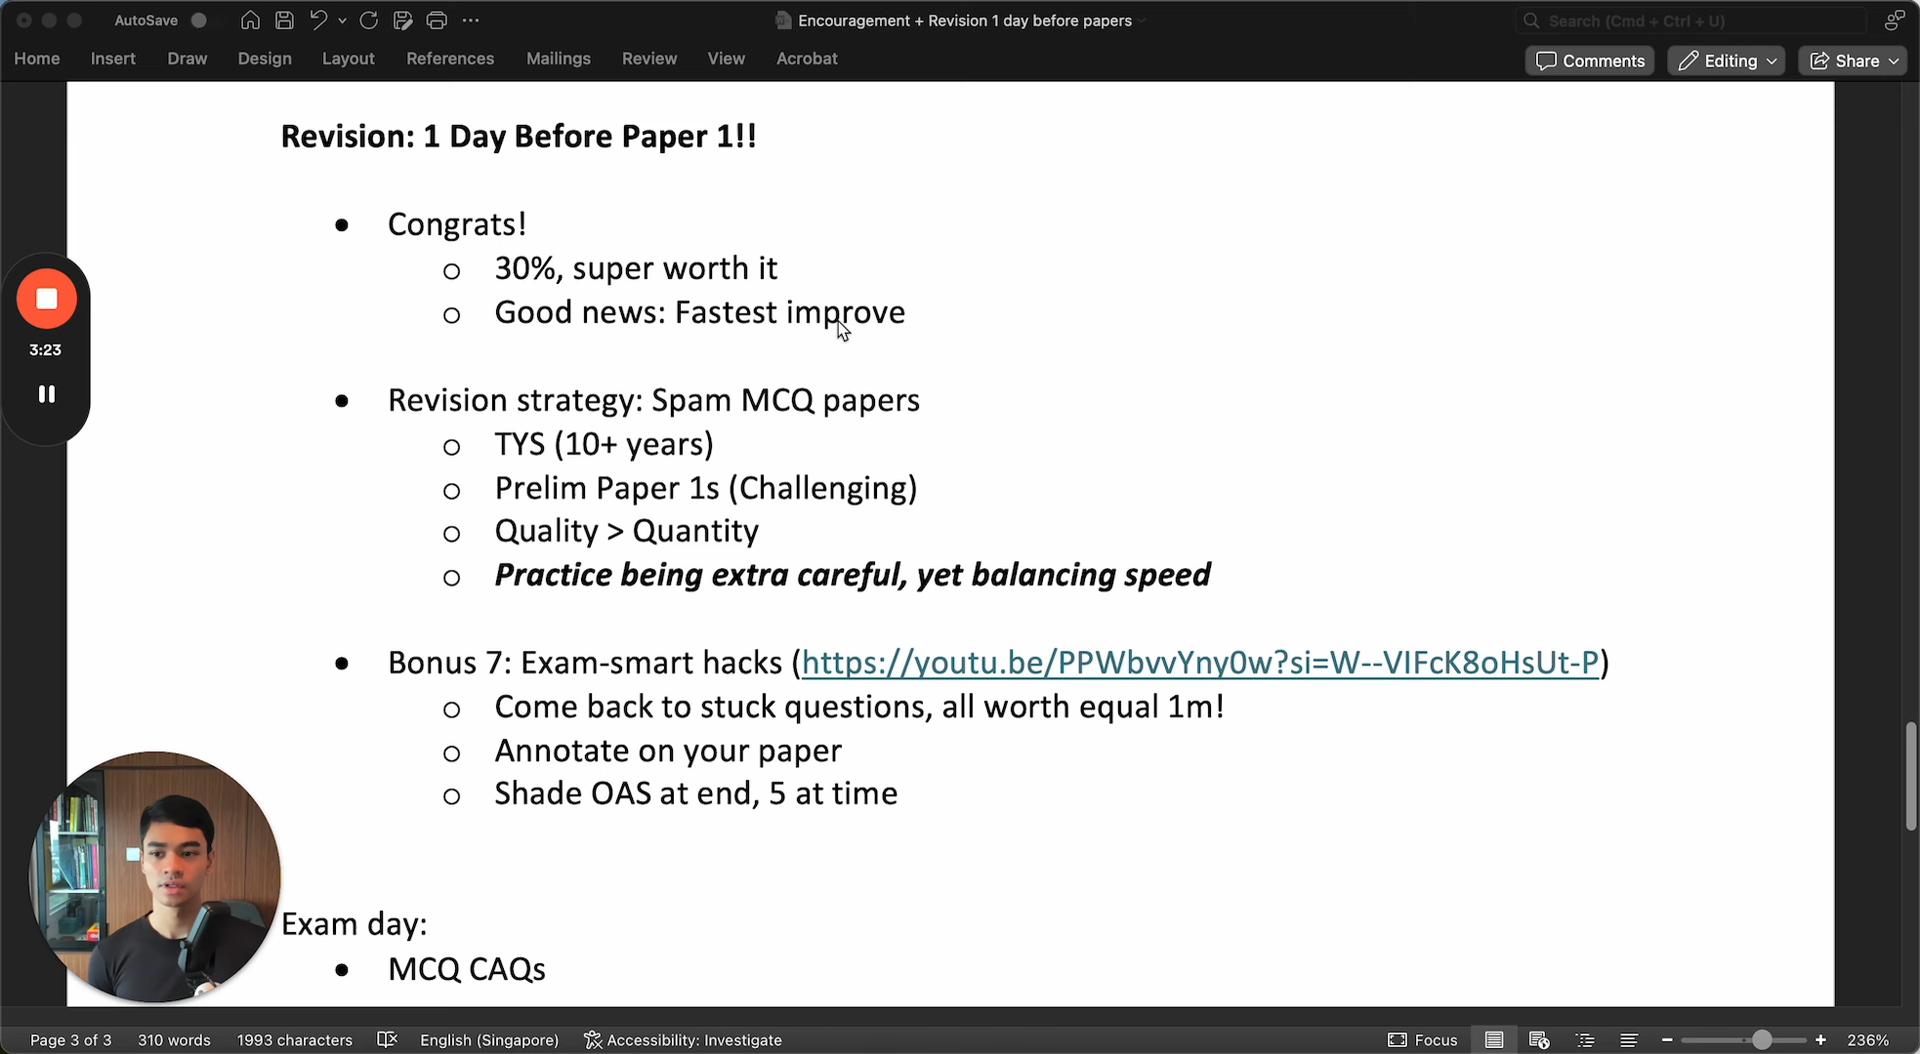 AutoSave
Encouragement + Revision 1 day before papers
Search (Cmd + Ctrl + U)
Home Insert Draw Design Layout References Mailings Review View Acrobat
Comments Editing Share
Revision: 1 Day Before Paper 1!!
• Congrats!
o 30%, super worth it
o Good news: Fastest improve
• Revision strategy: Spam MCQ papers
o TYS (10+ years)
o Prelim Paper 1s (Challenging)
o Quality > Quantity
o Practice being extra careful, yet balancing speed
• Bonus 7: Exam-smart hacks (https://youtu.be/PPWbvvYny0w?si=W--VIFcK8oHsUt-P)
o Come back to stuck questions, all worth equal 1m!
o Annotate on your paper
o Shade OAS at end, 5 at time
Exam day:
• MCQ CAQs
3:23
Page 3 of 3 310 words 1993 characters English (Singapore) Accessibility: Investigate Focus 236%